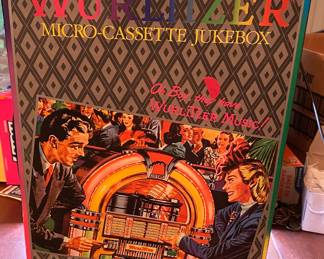 WURLITZER
MICRO-CASSETTE JUKEBOX
Oh Boy, they have
WURLITZER MUSIC!